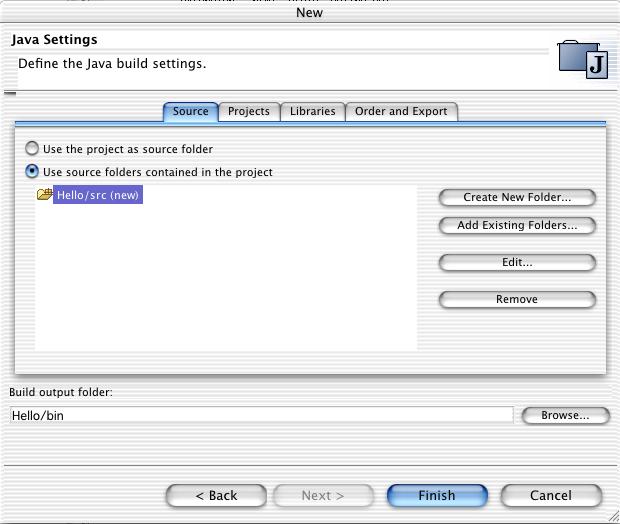 New
Java Settings
Define the Java build settings.
J
Source Projects Libraries Order and Export
Use the project as source folder
Use source folders contained in the project
Hello/src (new)
Create New Folder...
Add Existing Folders...
Edit...
Remove
Build output folder:
Hello/bin Browse...
< Back Next > Finish Cancel